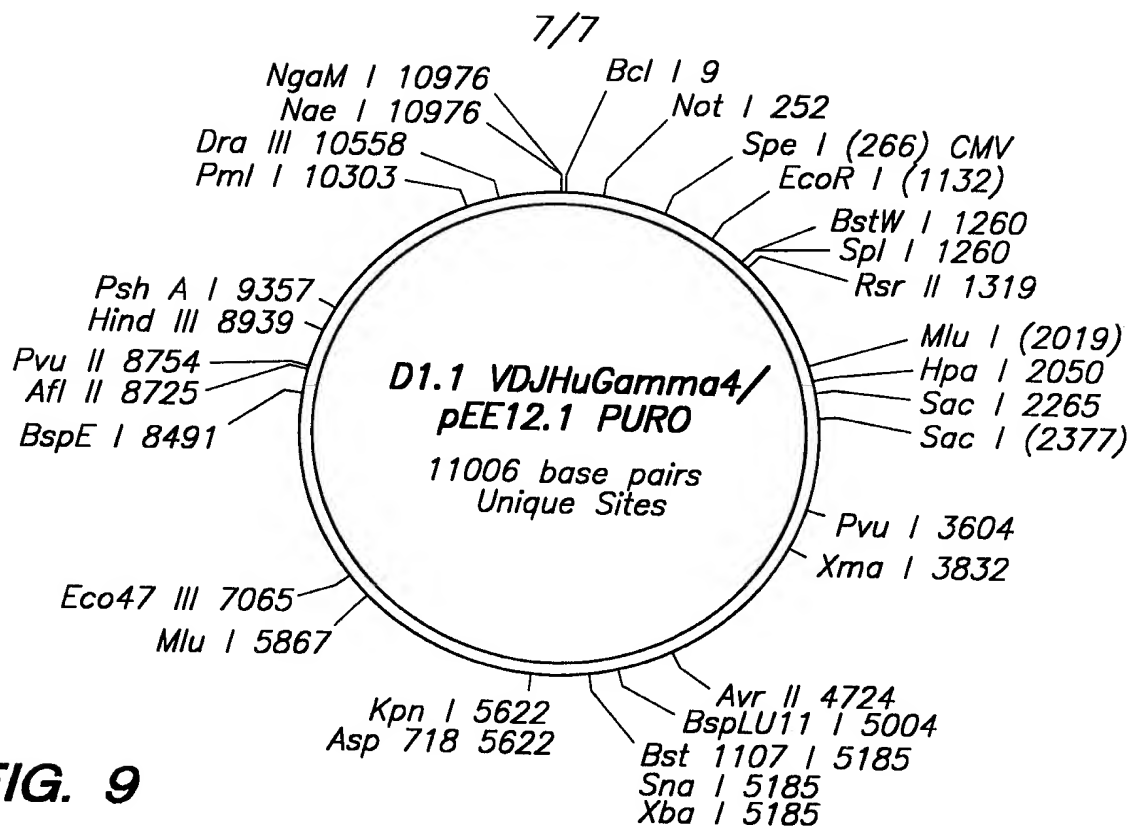 7/7
NgaM I 10976
Nae I 10976
Dra III 10558
Pml I 10303
Bcl I 9
Not I 252
Spe I (266) CMV
EcoR I (1132)
BstW I 1260
Spl I 1260
Rsr II 1319
Psh A I 9357
Hind III 8939
Pvu II 8754
Afl II 8725
BspE I 8491
Mlu I (2019)
Hpa I 2050
Sac I 2265
Sac I (2377)
D1.1 VDJHuGamma4/
pEE12.1 PURO
11006 base pairs
Unique Sites
Pvu I 3604
Xma I 3832
Eco47 III 7065
Mlu I 5867
Kpn I 5622
Asp 718 5622
Avr II 4724
BspLU11 I 5004
Bst 1107 I 5185
Sna I 5185
Xba I 5185
FIG. 9